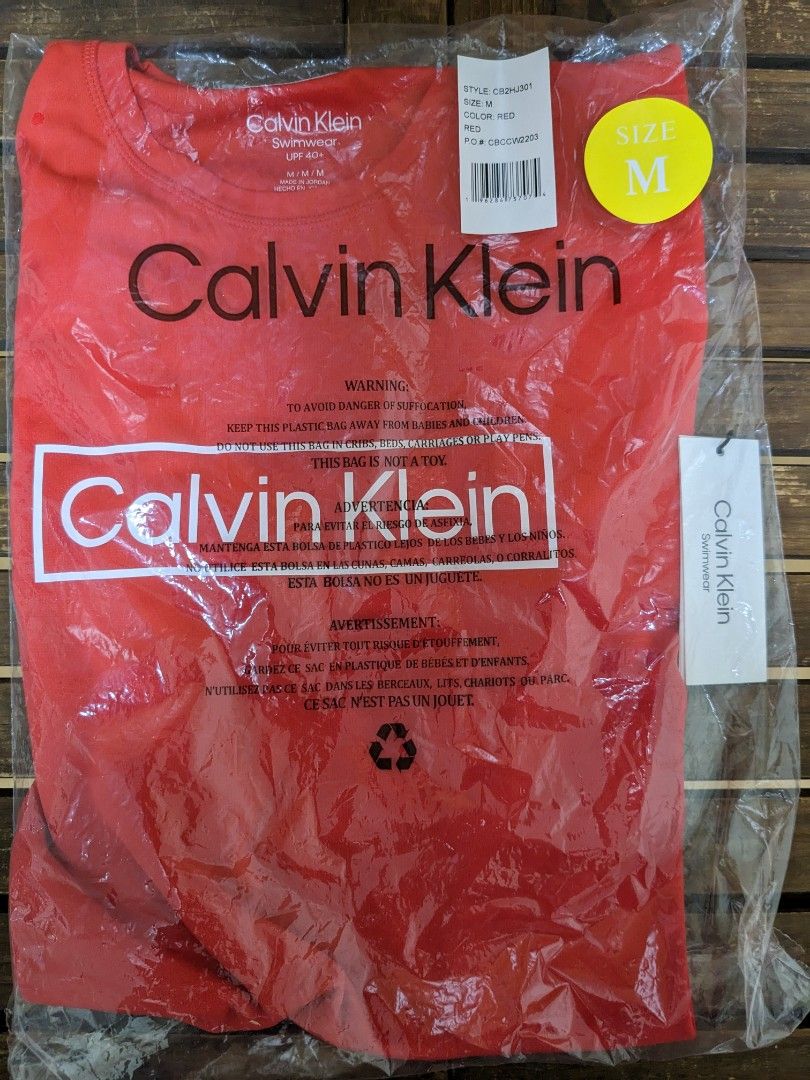 Calvin Klein
Swimwear
UPF 40+
M / M / M
MADE IN JORDAN
HECHO EN
STYLE: CB2HJ301
SIZE: M
COLOR: RED
RED
P.O.#: CBCCW2203
SIZE
M
Calvin Klein
WARNING:
TO AVOID DANGER OF SUFFOCATION,
KEEP THIS PLASTIC BAG AWAY FROM BABIES AND CHILDREN.
DO NOT USE THIS BAG IN CRIBS, BEDS, CARRIAGES OR PLAY PENS.
THIS BAG IS NOT A TOY.
Calvin Klein
ADVERTENCIA:
PARA EVITAR EL RIESGO DE ASFIXIA,
MANTENGA ESTA BOLSA DE PLASTICO LEJOS DE LOS BEBES Y LOS NIÑOS.
NO UTILICE ESTA BOLSA EN LAS CUNAS, CAMAS, CARREOLAS, O CORRALITOS.
ESTA BOLSA NO ES UN JUGUETE.
AVERTISSEMENT:
POUR ÉVITER TOUT RISQUE D'ÉTOUFFEMENT,
GARDEZ CE SAC EN PLASTIQUE DE BÉBÉS ET D'ENFANTS.
N'UTILISEZ PAS CE SAC DANS LES BERCEAUX, LITS, CHARIOTS OU PARC.
CE SAC N'EST PAS UN JOUET.
Calvin Klein
Swimwear